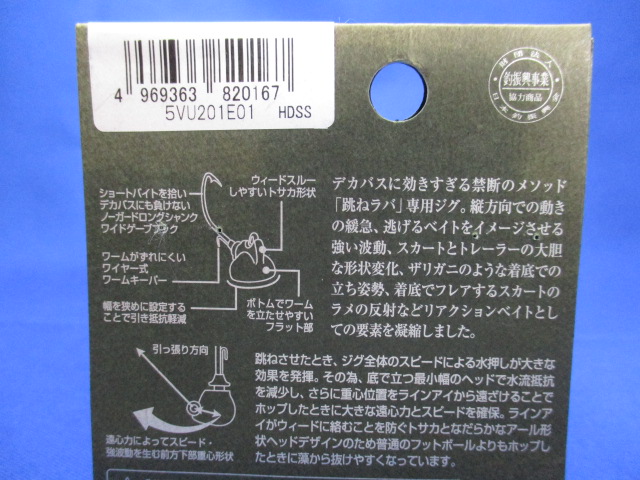 4 969363 820167
5VU201E01 HDSS
財団法人
釣振興事業
協力商品
日本釣振興会
ショートバイトを拾い
デカバスにも負けない
ノーガードロングシャンク
ワイドゲープフック
ウィードスルー
しやすいトサカ形状
ワームがずれにくい
ワイヤー式
ワームキーパー
幅を狭めに設定する
ことで引き抵抗軽減
ボトムでワーム
を立たせやすい
フラット部
デカバスに効きすぎる禁断のメソッド
「跳ねラバ」専用ジグ。縦方向での動き
の緩急、逃げるベイトをイメージさせる
強い波動、スカートとトレーラーの大胆
な形状変化、ザリガニのような着底での
立ち姿勢、着底でフレアするスカートの
ラメの反射などリアクションベイトとし
ての要素を凝縮しました。
引っ張り方向
遠心力によってスピード・
強波動を生む前方下部重心形状
跳ねさせたとき、ジグ全体のスピードによる水押しが大きな
効果を発揮。その為、底で立つ最小幅のヘッドで水流抵抗
を減少し、さらに重心位置をラインアイから遠ざけることで
ホップしたときに大きな遠心力とスピードを確保。ラインア
イがウィードに絡むことを防ぐトサカとなだらかなアール形
状ヘッドデザインのため普通のフットボールよりもホップし
たときに藻から抜けやすくなっています。